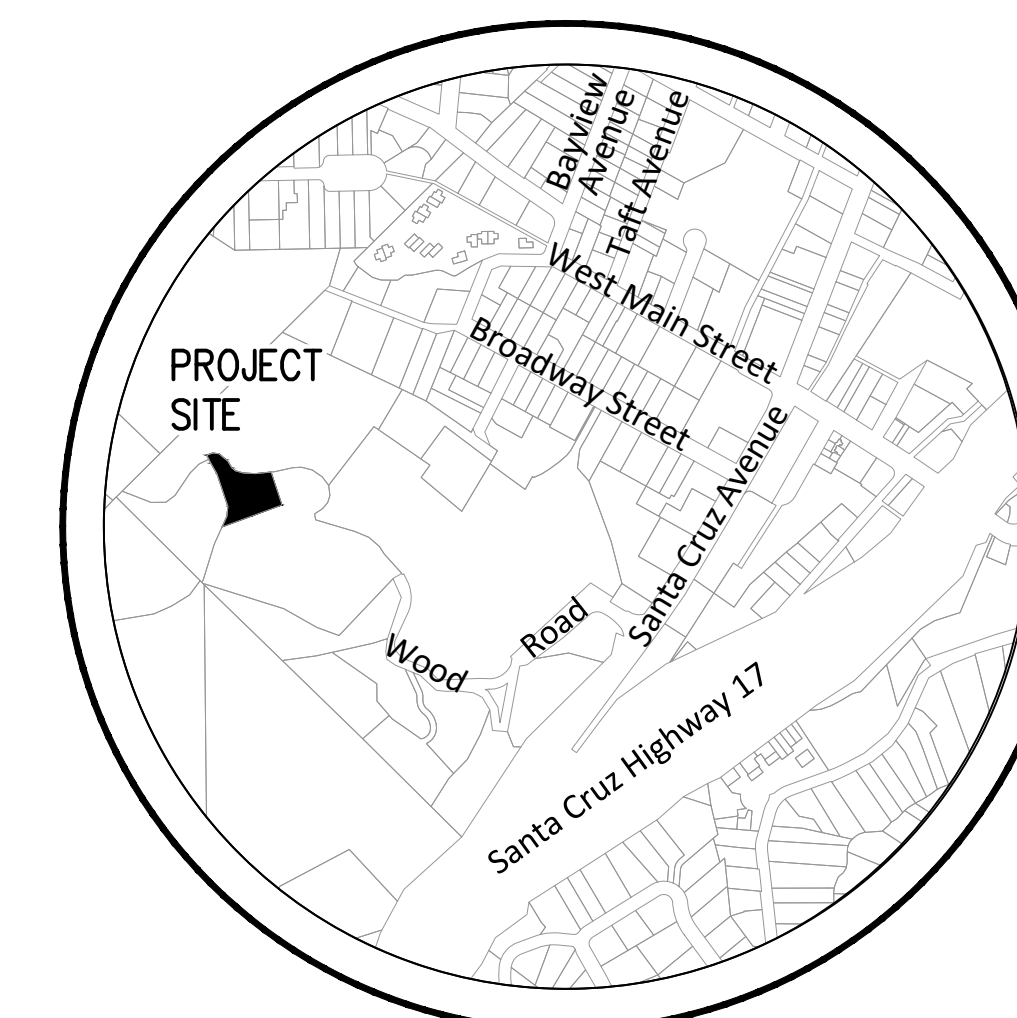 Bayview
Avenue
Taft Avenue
West Main Street
Broadway Street
PROJECT
SITE
Santa Cruz Avenue
Wood Road
Santa Cruz Highway 17